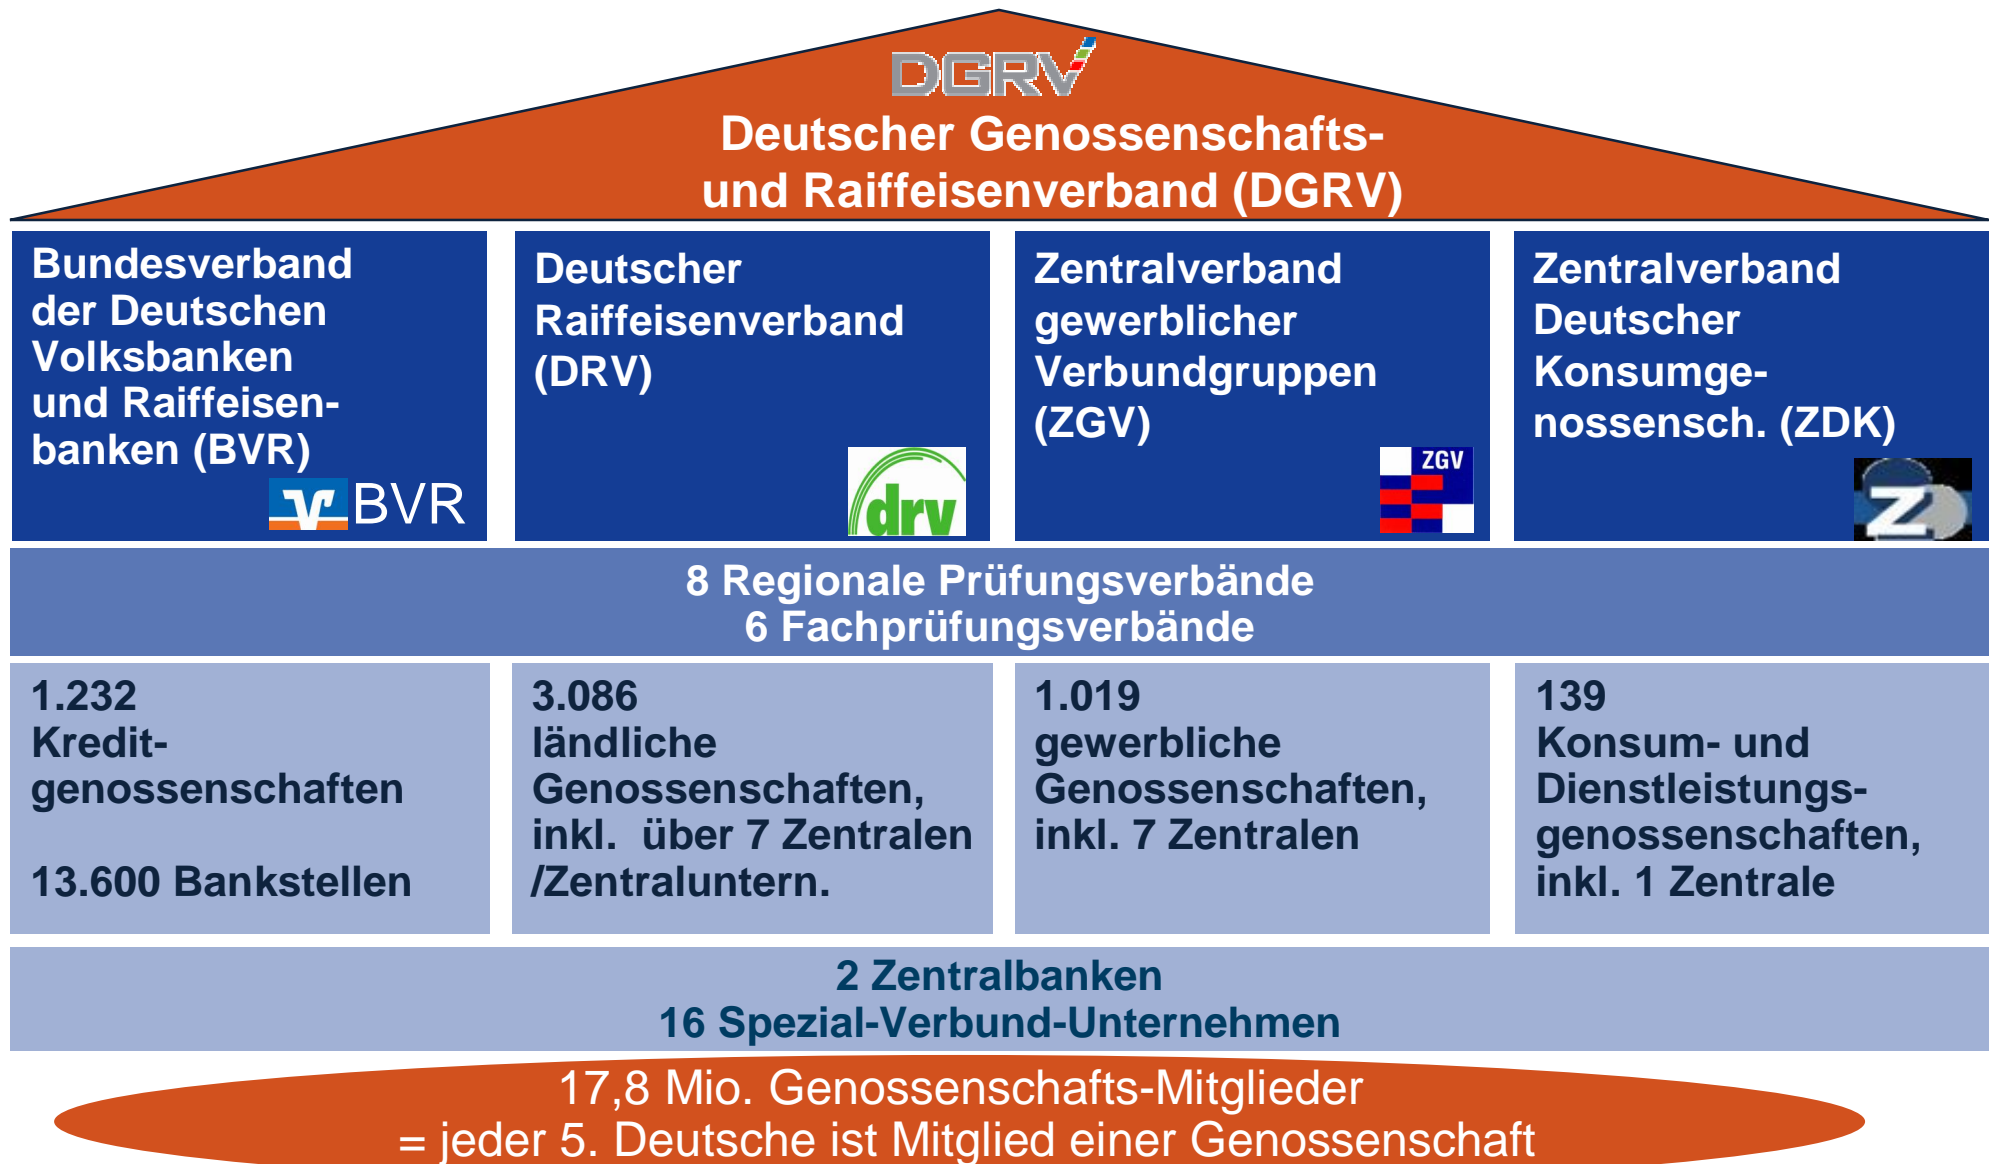 DGRV
Deutscher Genossenschafts-
und Raiffeisenverband (DGRV)
Bundesverband
der Deutschen
Volksbanken
und Raiffeisen-
banken (BVR)
BVR
Deutscher
Raiffeisenverband
(DRV)
drv
Zentralverband
gewerblicher
Verbundgruppen
(ZGV)
ZGV
Zentralverband
Deutscher
Konsumge-
nossensch. (ZDK)
Z
8 Regionale Prüfungsverbände
6 Fachprüfungsverbände
1.232
Kredit-
genossenschaften
13.600 Bankstellen
3.086
ländliche
Genossenschaften,
inkl.  über 7 Zentralen
/Zentraluntern.
1.019
gewerbliche
Genossenschaften,
inkl. 7 Zentralen
139
Konsum- und
Dienstleistungs-
genossenschaften,
inkl. 1 Zentrale
2 Zentralbanken
16 Spezial-Verbund-Unternehmen
17,8 Mio. Genossenschafts-Mitglieder
= jeder 5. Deutsche ist Mitglied einer Genossenschaft